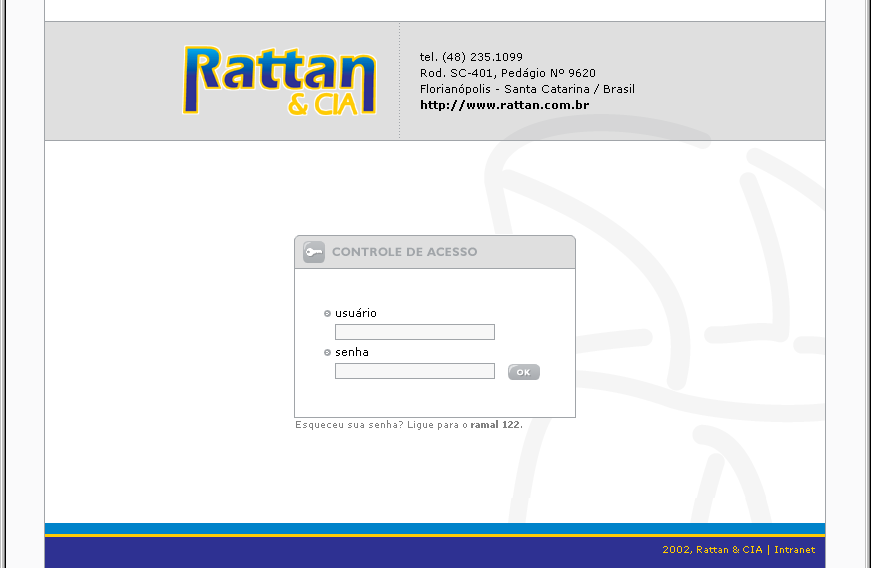 Rattan
& CIA
tel. (48) 235.1099
Rod. SC-401, Pedágio Nº 9620
Florianópolis - Santa Catarina / Brasil
http://www.rattan.com.br
CONTROLE DE ACESSO
usuário
senha
OK
Esqueceu sua senha? Ligue para o ramal 122.
2002, Rattan & CIA | Intranet